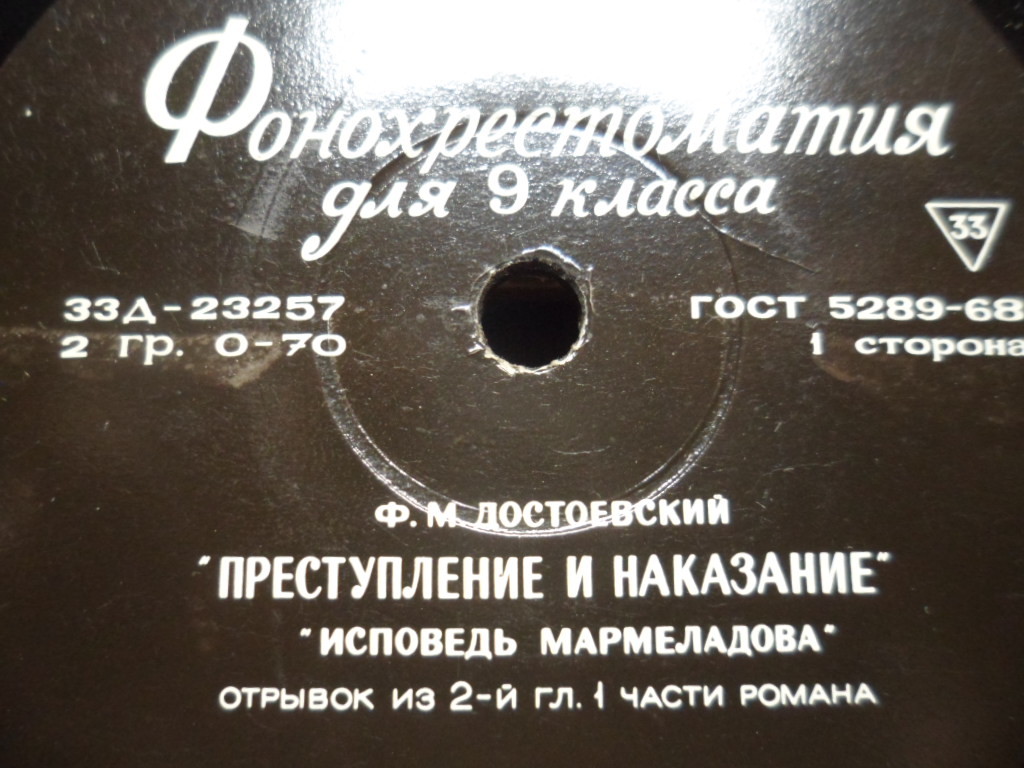 Фонохрестоматия
для 9 класса
33
33Д-23257
ГОСТ 5289-68
2 гр. 0-70
1 сторона
Ф. М. ДОСТОЕВСКИЙ
"ПРЕСТУПЛЕНИЕ И НАКАЗАНИЕ"
"ИСПОВЕДЬ МАРМЕЛАДОВА"
ОТРЫВОК ИЗ 2-Й ГЛ. 1 ЧАСТИ РОМАНА